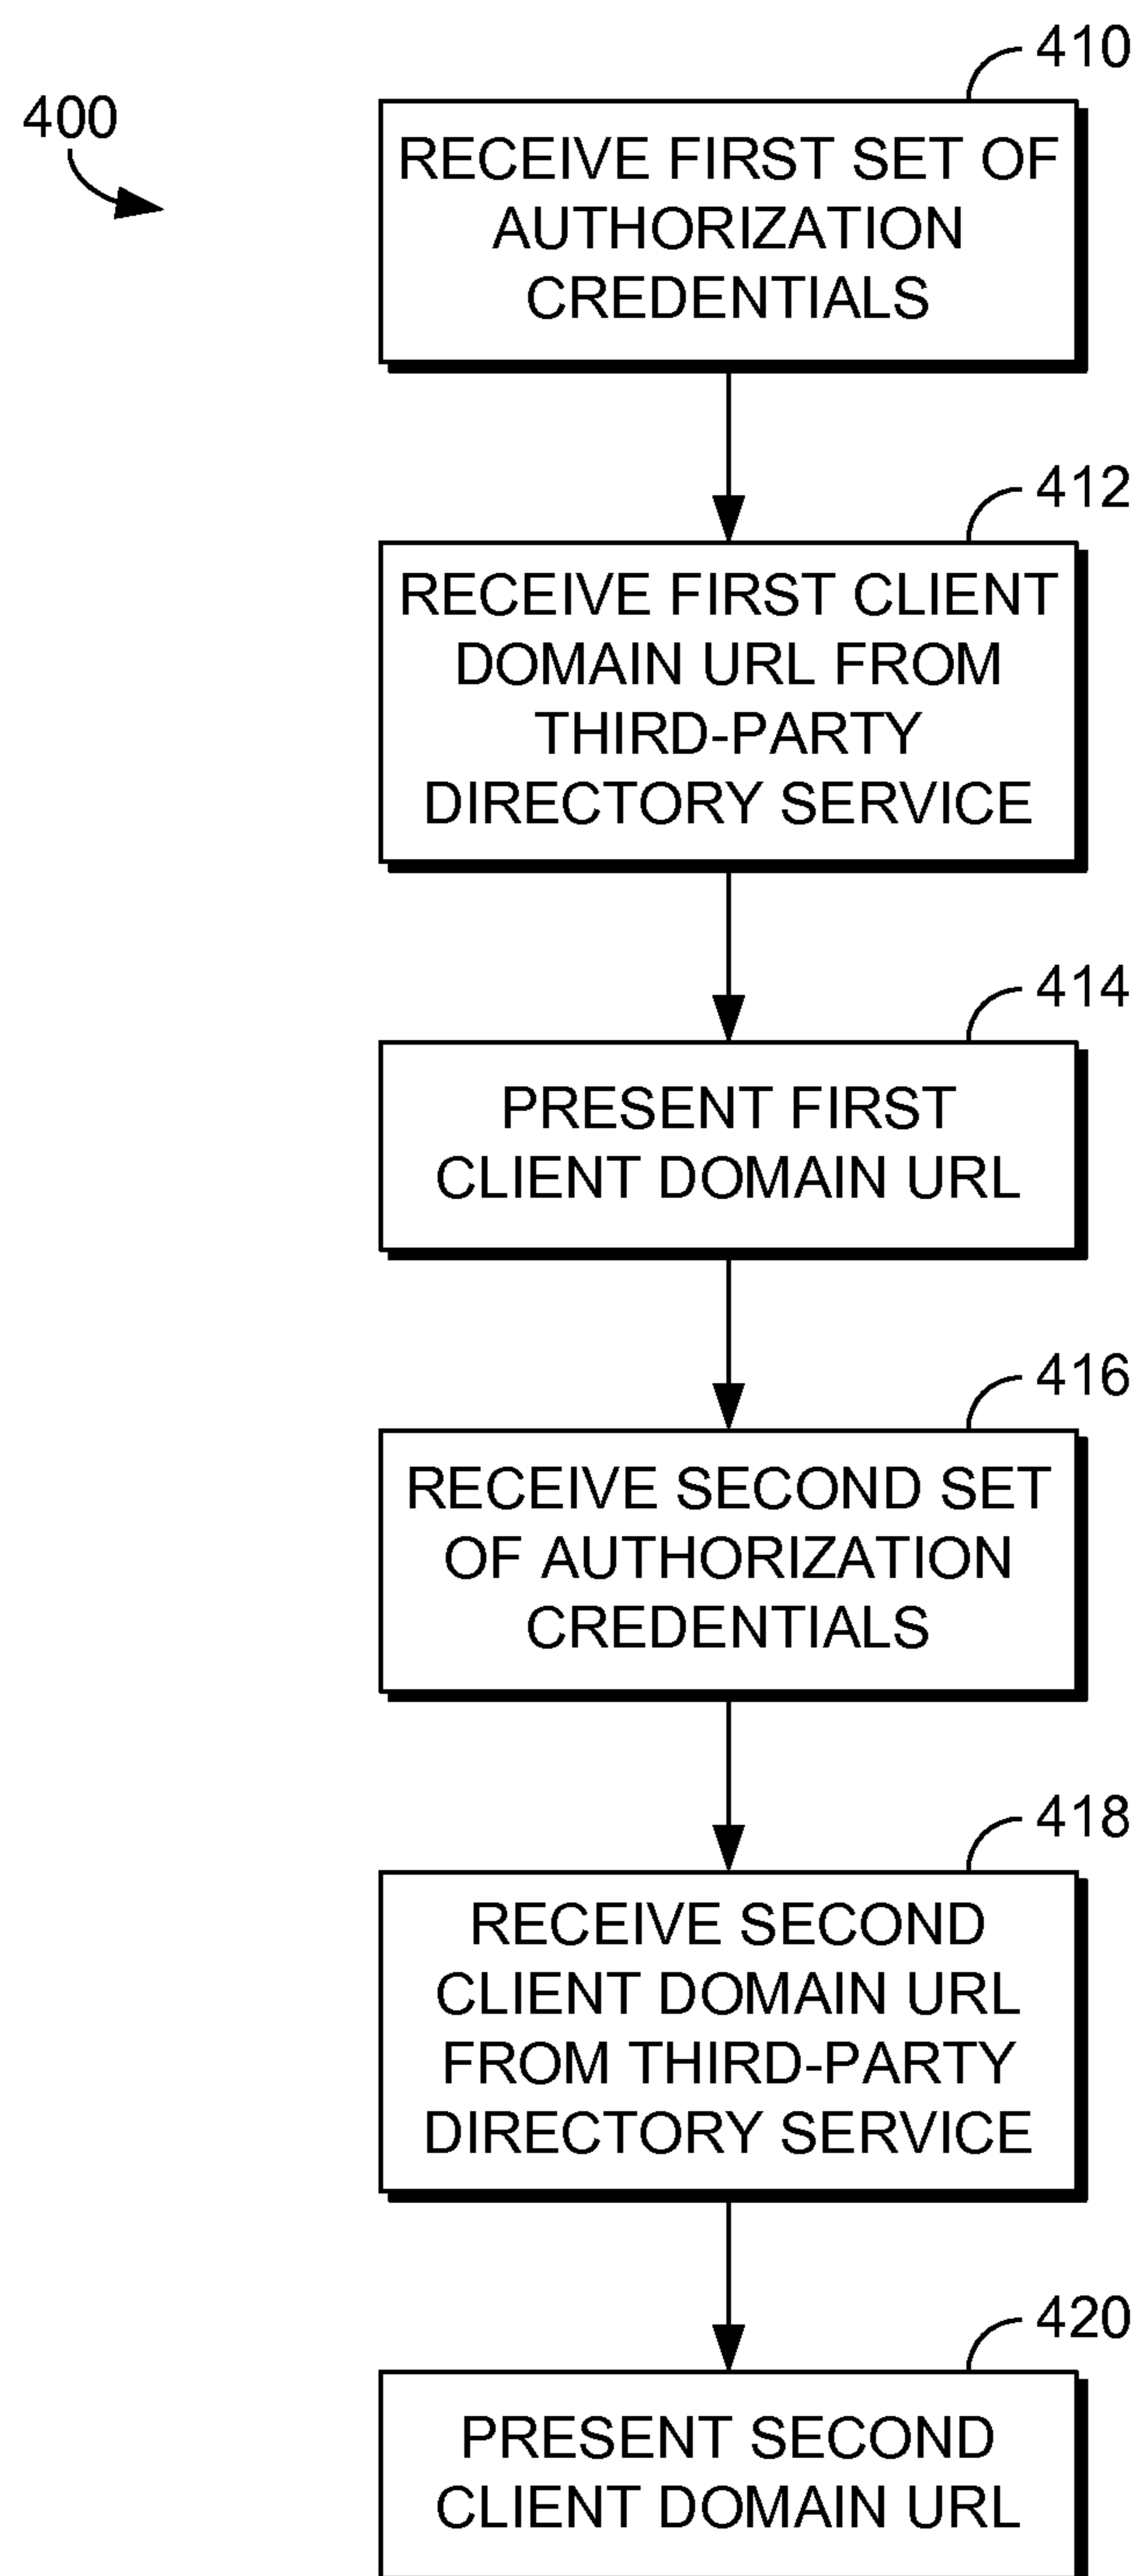 410
400
RECEIVE FIRST SET OF
AUTHORIZATION
CREDENTIALS
412
RECEIVE FIRST CLIENT
DOMAIN URL FROM
THIRD-PARTY
DIRECTORY SERVICE
414
PRESENT FIRST
CLIENT DOMAIN URL
416
RECEIVE SECOND SET
OF AUTHORIZATION
CREDENTIALS
418
RECEIVE SECOND
CLIENT DOMAIN URL
FROM THIRD-PARTY
DIRECTORY SERVICE
420
PRESENT SECOND
CLIENT DOMAIN URL